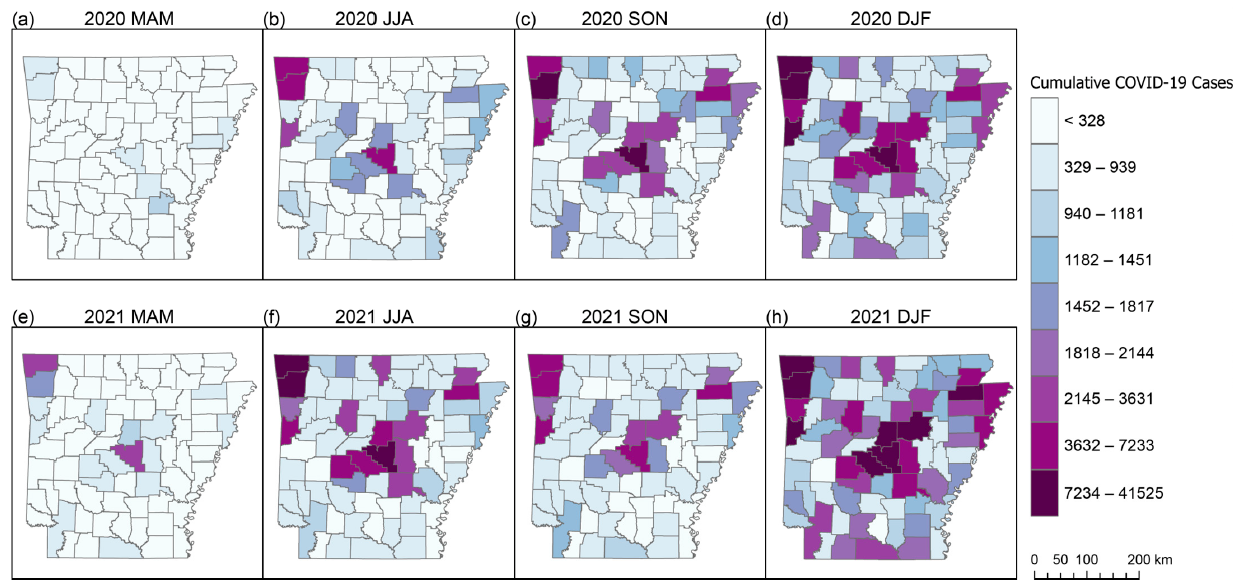 (a) 2020 MAM
(b) 2020 JJA
(c) 2020 SON
(d) 2020 DJF
Cumulative COVID-19 Cases
< 328
329 – 939
940 – 1181
1182 – 1451
1452 – 1817
1818 – 2144
2145 – 3631
3632 – 7233
7234 – 41525
(e) 2021 MAM
(f) 2021 JJA
(g) 2021 SON
(h) 2021 DJF
0 50 100 200 km